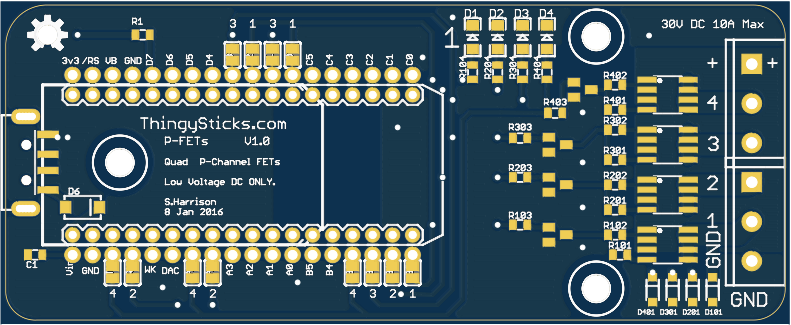 R1
3 1 3 1
D1 D2 D3 D4
30V DC 10A Max
1
3v3 /RS VB GND D7 D6 D5 D4 C5 C4 C3 C2 C1 C0
R104 R204 R304 R404
+ +
R402
R403
R401
4
ThingySticks.com
P-FETs V1.0
R302
R303
3
Quad P-Channel FETs
R301
Low Voltage DC ONLY.
R203
R202
2
D6
S.Harrison
8 Jan 2016
R201
R103
R102
1
R101
GND
C1
Vin GND WK DAC A3 A2 A1 A0 B5 B4
4 2 4 2 4 3 2 1
GND
D401 D301 D201 D101